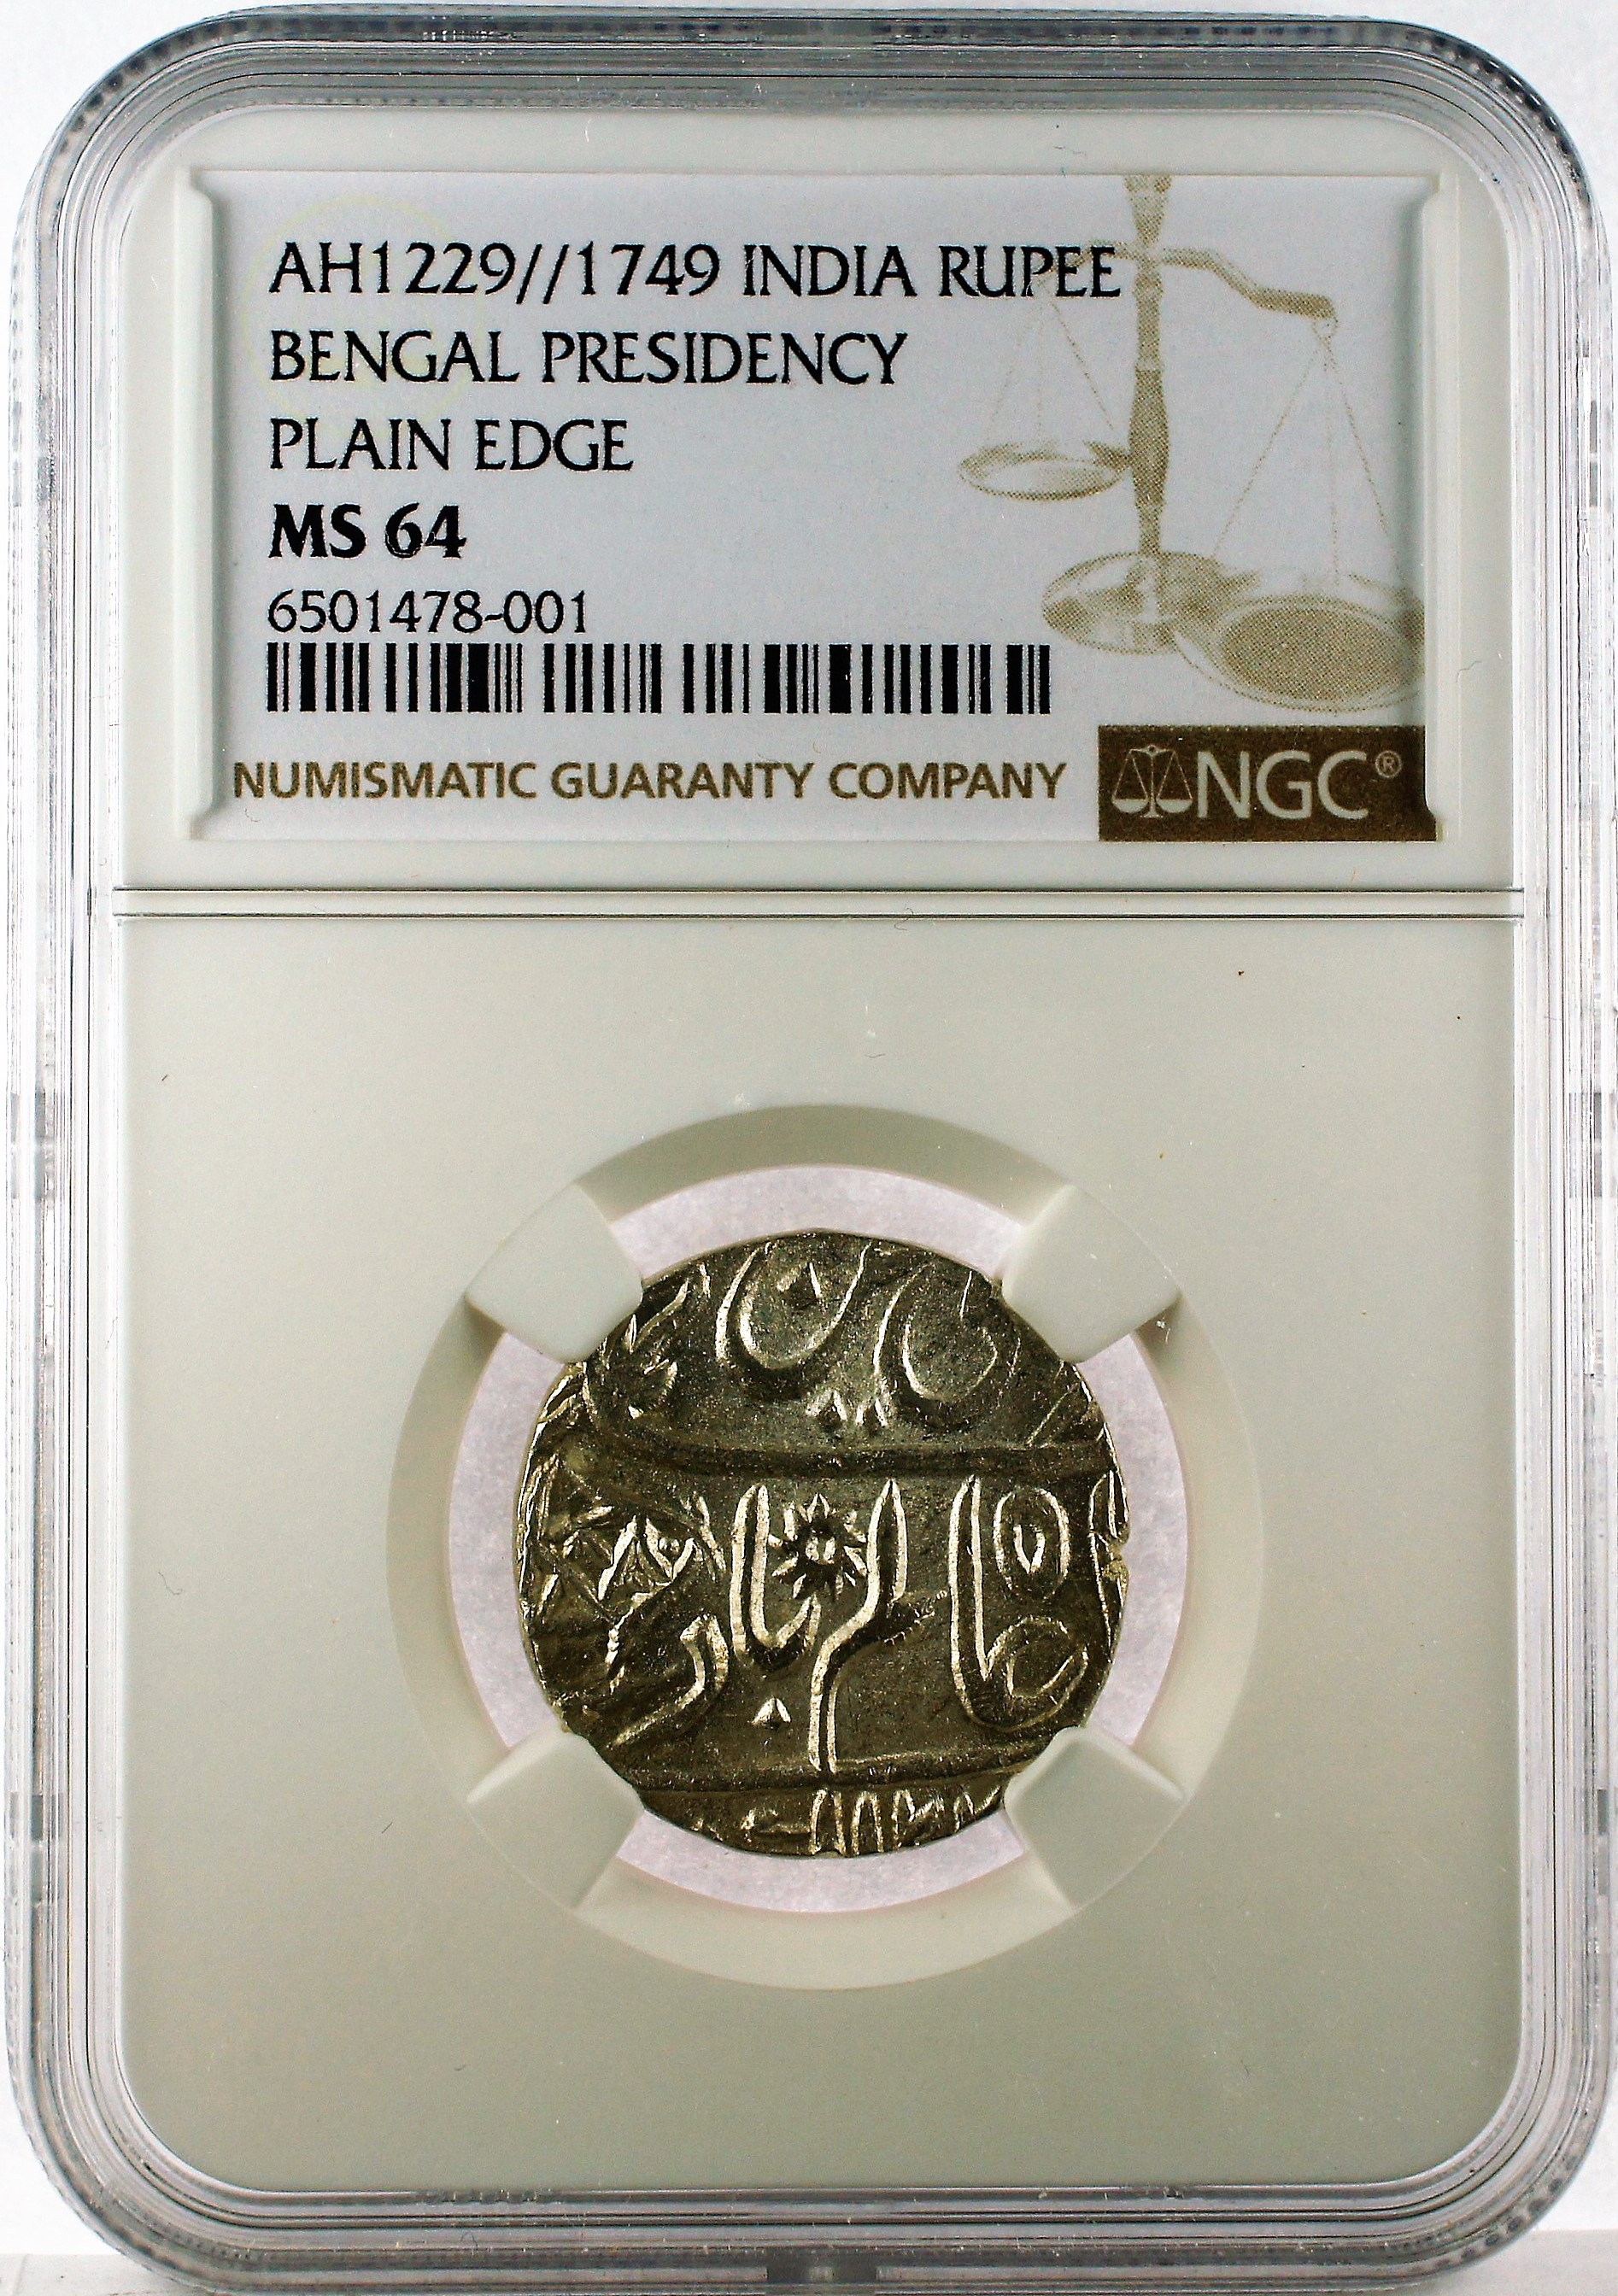 AH1229//1749 INDIA RUPEE
BENGAL PRESIDENCY
PLAIN EDGE
MS 64
6501478-001
NUMISMATIC GUARANTY COMPANY
NGC®